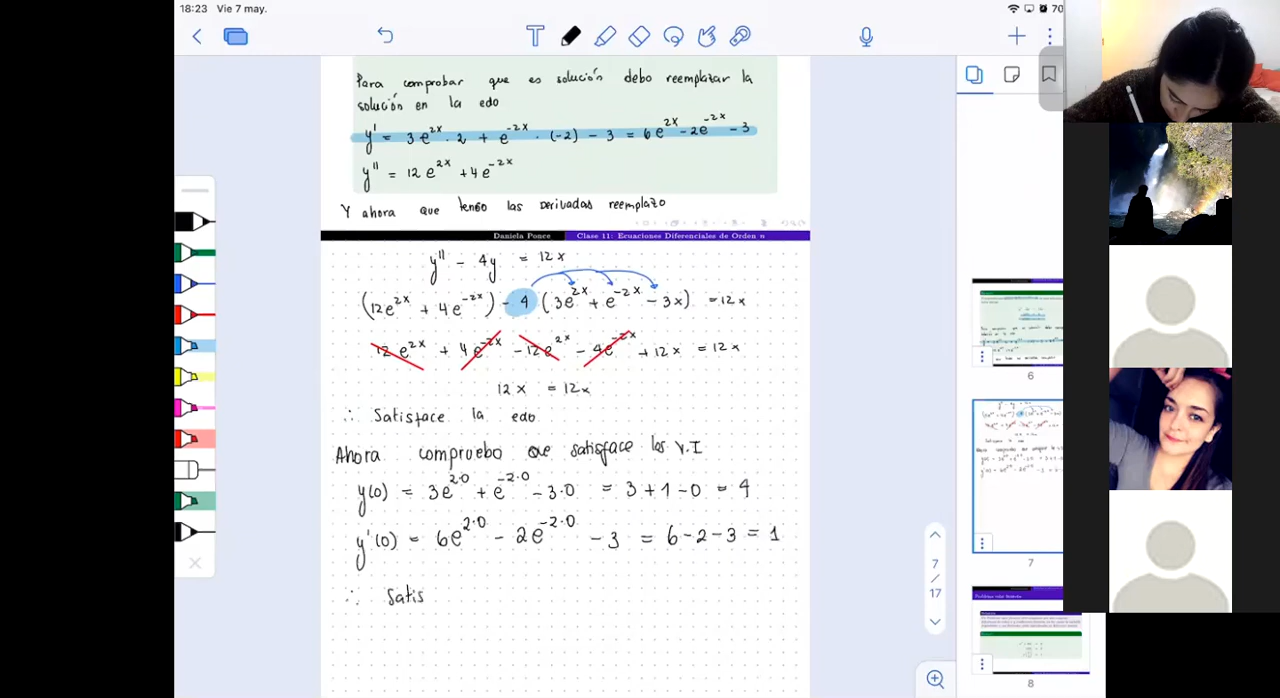 18:23 Vie 7 may.
70
Para comprobar que es solución debo reemplazar la
solución en la edo
y' = 3e^2x · 2 + e^-2x · (-2) - 3 = 6e^2x - 2e^-2x - 3
y'' = 12e^2x + 4e^-2x
Y ahora que tengo las derivadas reemplazo
Daniela Ponce Clase 11: Ecuaciones Diferenciales de Orden n
y'' - 4y = 12x
(12e^2x + 4e^-2x) - 4 (3e^2x + e^-2x - 3x) = 12x
12e^2x + 4e^-2x - 12e^2x - 4e^-2x + 12x = 12x
12x = 12x
∴ Satisface la edo
Ahora compruebo que satisface los V.I
y(0) = 3e^2·0 + e^-2·0 - 3·0 = 3+1-0 = 4
y'(0) = 6e^2·0 - 2e^-2·0 - 3 = 6-2-3 = 1
∴ Satis
7
/
17
6
7
8